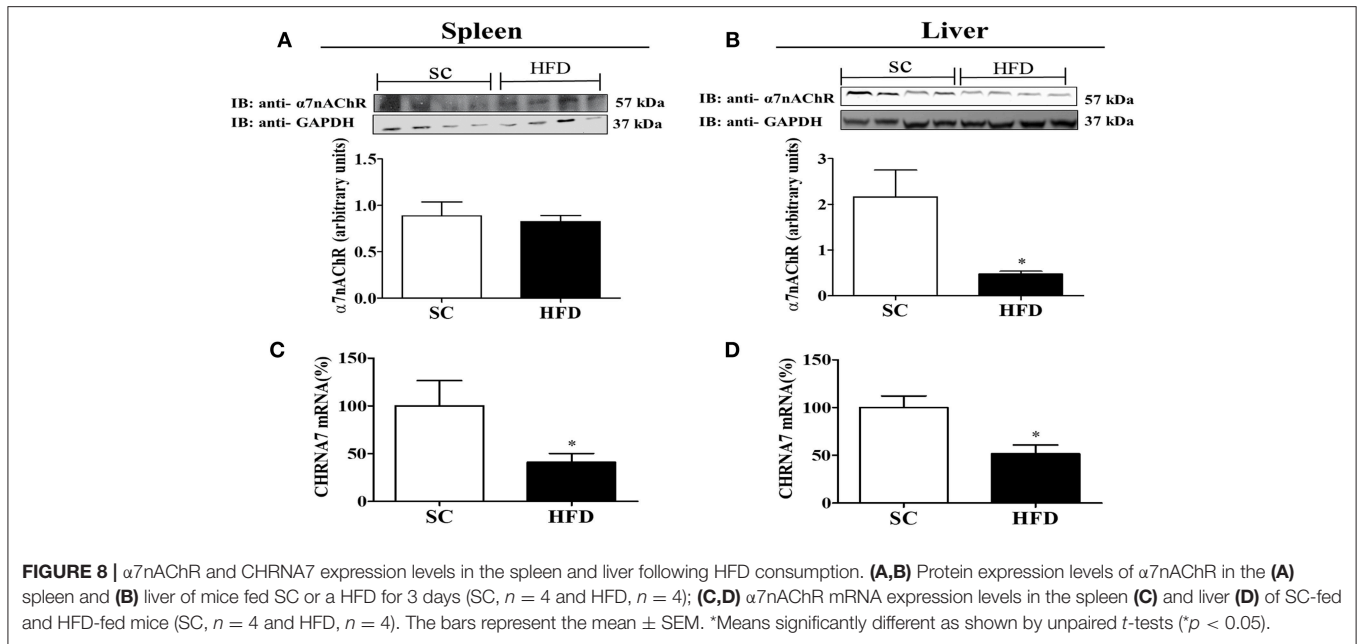 A
Spleen
SC HFD
IB: anti- α7nAChR 57 kDa
IB: anti- GAPDH 37 kDa
α7nAChR (arbitrary units)
1.5
1.0
0.5
0.0
SC HFD
B
Liver
SC HFD
IB: anti- α7nAChR 57 kDa
IB: anti- GAPDH 37 kDa
α7nAChR (arbitrary units)
3
2
1
0
*
SC HFD
C
CHRNA7 mRNA(%)
150
100
50
0
*
SC HFD
D
CHRNA7 mRNA(%)
150
100
50
0
*
SC HFD
FIGURE 8 | α7nAChR and CHRNA7 expression levels in the spleen and liver following HFD consumption. (A,B) Protein expression levels of α7nAChR in the (A)
spleen and (B) liver of mice fed SC or a HFD for 3 days (SC, n = 4 and HFD, n = 4); (C,D) α7nAChR mRNA expression levels in the spleen (C) and liver (D) of SC-fed
and HFD-fed mice (SC, n = 4 and HFD, n = 4). The bars represent the mean ± SEM. *Means significantly different as shown by unpaired t-tests (*p < 0.05).